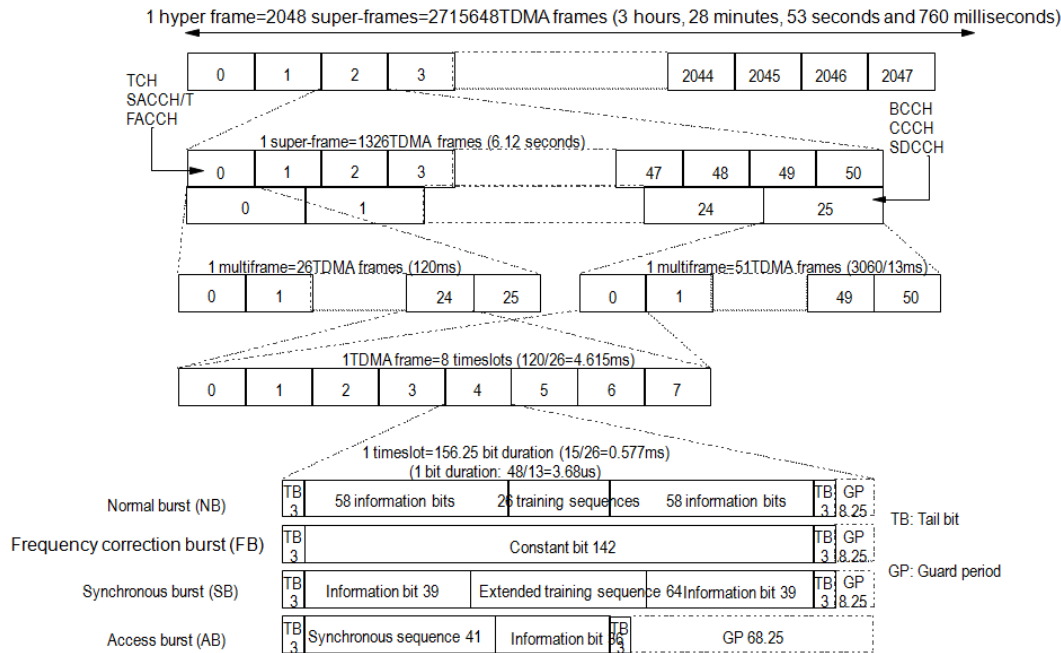 1 hyper frame=2048 super-frames=2715648TDMA frames (3 hours, 28 minutes, 53 seconds and 760 milliseconds)
0 1 2 3 2044 2045 2046 2047
TCH
SACCH/T
FACCH
BCCH
CCCH
SDCCH
1 super-frame=1326TDMA frames (6.12 seconds)
0 1 2 3 47 48 49 50
0 1 24 25
1 multiframe=26TDMA frames (120ms)
1 multiframe=51TDMA frames (3060/13ms)
0 1 24 25
0 1 49 50
1TDMA frame=8 timeslots (120/26=4.615ms)
0 1 2 3 4 5 6 7
1 timeslot=156.25 bit duration (15/26=0.577ms)
(1 bit duration: 48/13=3.68us)
Normal burst (NB)
TB 3 58 information bits 26 training sequences 58 information bits TB 3 GP 8.25
TB: Tail bit
Frequency correction burst (FB)
TB 3 Constant bit 142 TB 3 GP 8.25
GP: Guard period
Synchronous burst (SB)
TB 3 Information bit 39 Extended training sequence 64 Information bit 39 TB 3 GP 8.25
Access burst (AB)
TB 3 Synchronous sequence 41 Information bit 36 TB 3 GP 68.25